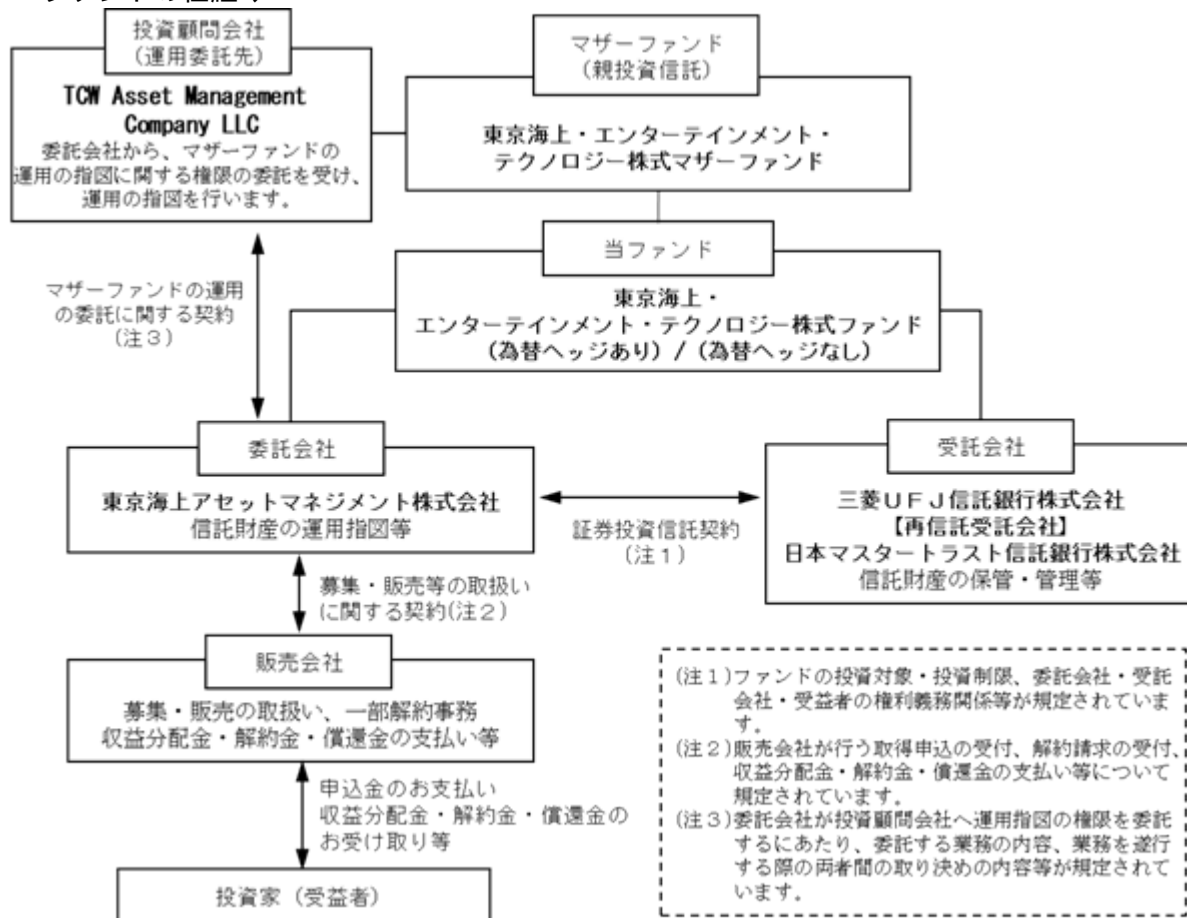 投資顧問会社
(運用委託先)
TCW Asset Management
Company LLC
委託会社から、マザーファンドの
運用の指図に関する権限の委託を受け、
運用の指図を行います。
マザーファンド
(親投資信託)
東京海上・エンターテインメント・
テクノロジー株式マザーファンド
当ファンド
東京海上・
エンターテインメント・テクノロジー株式ファンド
(為替ヘッジあり) / (為替ヘッジなし)
マザーファンドの運用
の委託に関する契約
(注3)
委託会社
東京海上アセットマネジメント株式会社
信託財産の運用指図等
証券投資信託契約
(注1)
受託会社
三菱UFJ信託銀行株式会社
【再信託受託会社】
日本マスタートラスト信託銀行株式会社
信託財産の保管・管理等
募集・販売等の取扱い
に関する契約(注2)
販売会社
募集・販売の取扱い、一部解約事務
収益分配金・解約金・償還金の支払い等
申込金のお支払い
収益分配金・解約金・償還金の
お受け取り等
投資家(受益者)
(注1)ファンドの投資対象・投資制限、委託会社・受託
会社・受益者の権利義務関係等が規定されていま
す。
(注2)販売会社が行う取得申込の受付、解約請求の受付、
収益分配金・解約金・償還金の支払い等について
規定されています。
(注3)委託会社が投資顧問会社へ運用指図の権限を委託
するにあたり、委託する業務の内容、業務を遂行
する際の両者間の取り決めの内容等が規定されて
います。